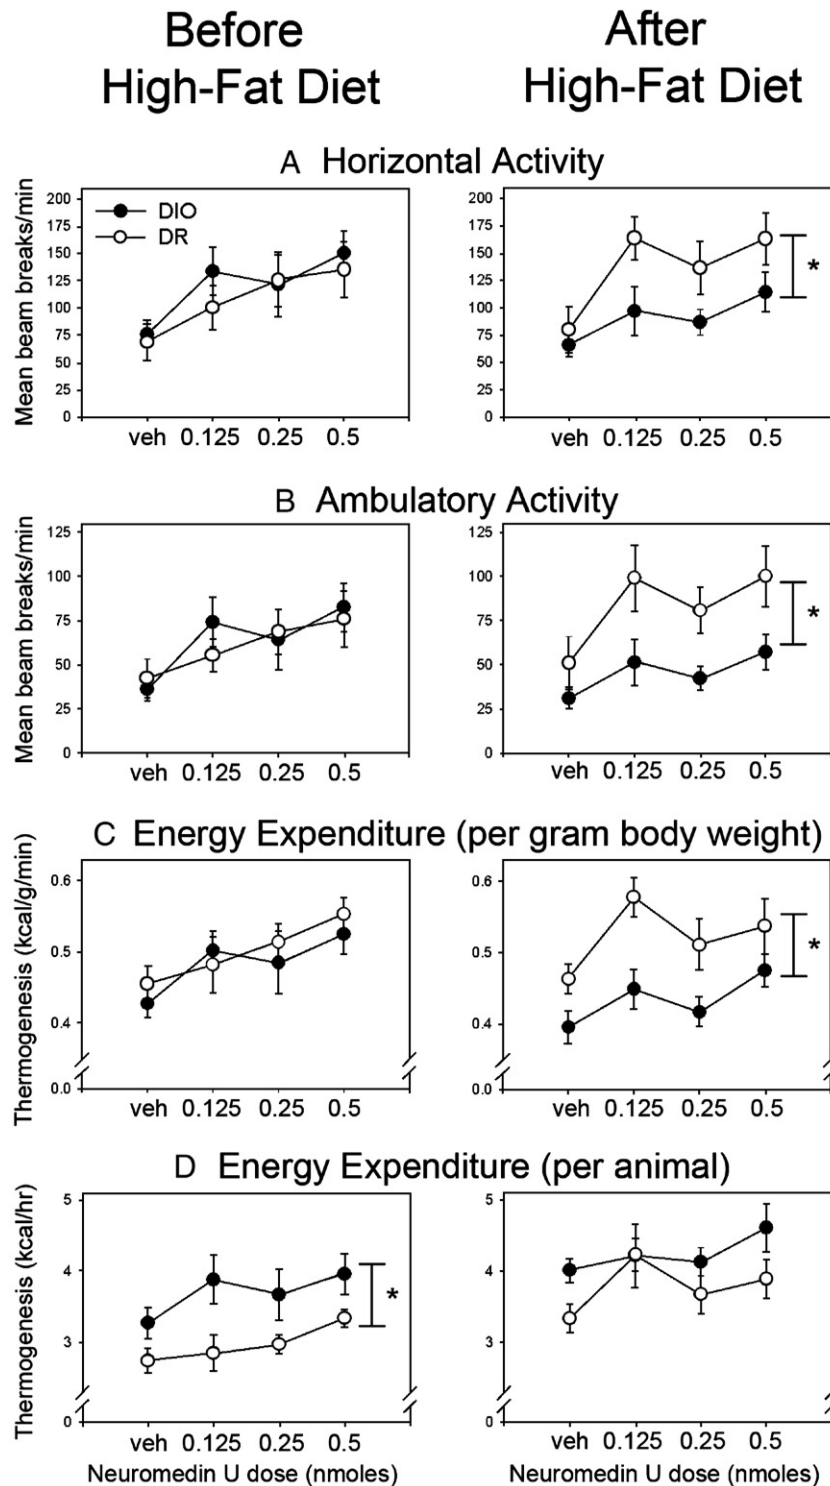 Before
High-Fat Diet
After
High-Fat Diet
A Horizontal Activity
Mean beam breaks/min
200
175
150
125
100
75
50
25
0
DIO
DR
veh 0.125 0.25 0.5
200
175
150
125
100
75
50
25
0
*
veh 0.125 0.25 0.5
B Ambulatory Activity
Mean beam breaks/min
125
100
75
50
25
0
veh 0.125 0.25 0.5
125
100
75
50
25
0
*
veh 0.125 0.25 0.5
C Energy Expenditure (per gram body weight)
Thermogenesis (kcal/g/min)
0.6
0.5
0.4
0.0
veh 0.125 0.25 0.5
0.6
0.5
0.4
0.0
*
veh 0.125 0.25 0.5
D Energy Expenditure (per animal)
Thermogenesis (kcal/hr)
5
4
3
0
*
veh 0.125 0.25 0.5
Neuromedin U dose (nmoles)
5
4
3
0
veh 0.125 0.25 0.5
Neuromedin U dose (nmoles)